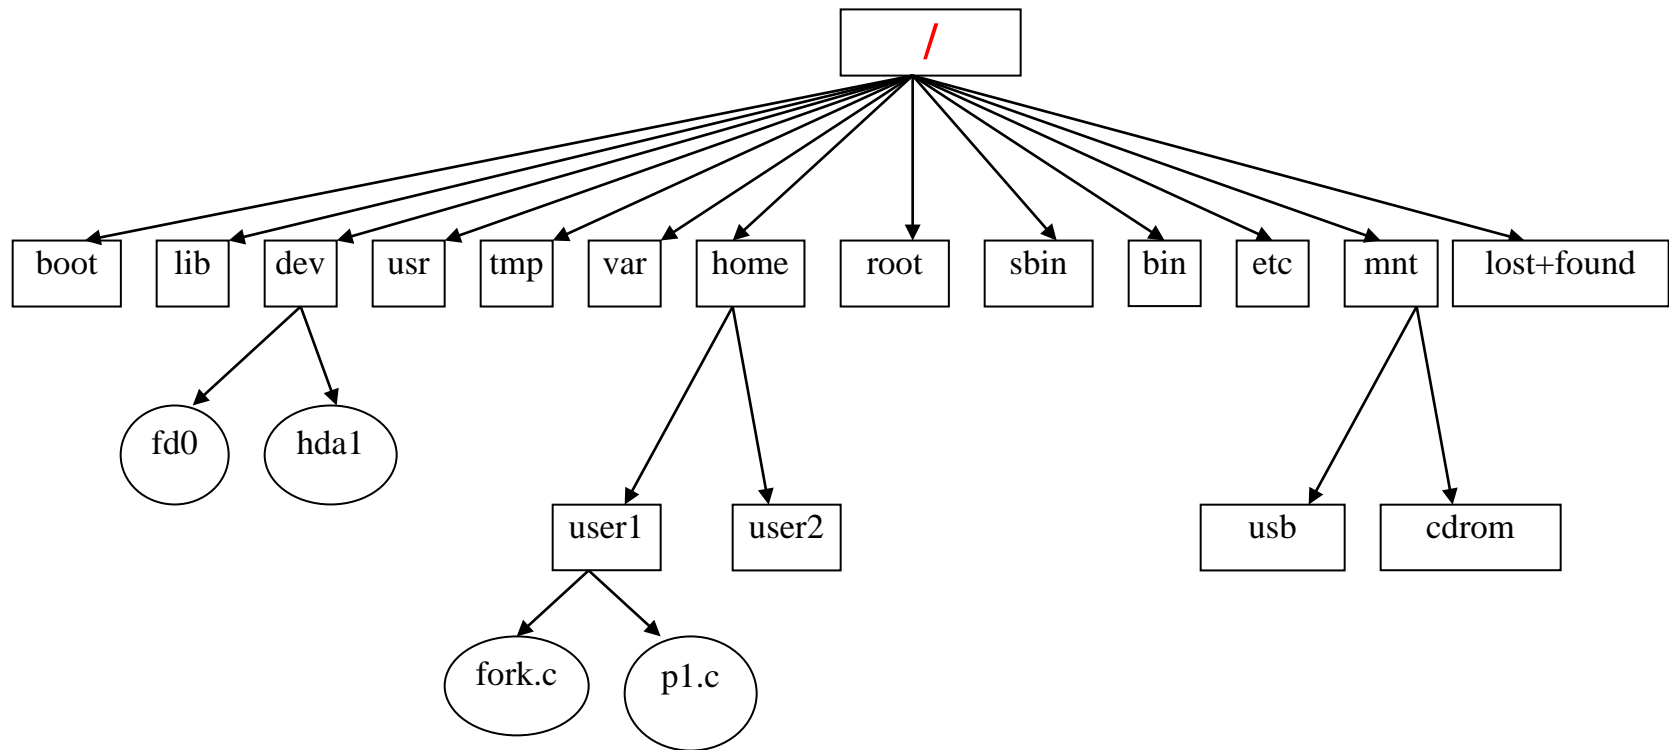 /
boot lib dev usr tmp var home root sbin bin etc mnt lost+found
fd0 hda1
user1 user2 usb cdrom
fork.c p1.c